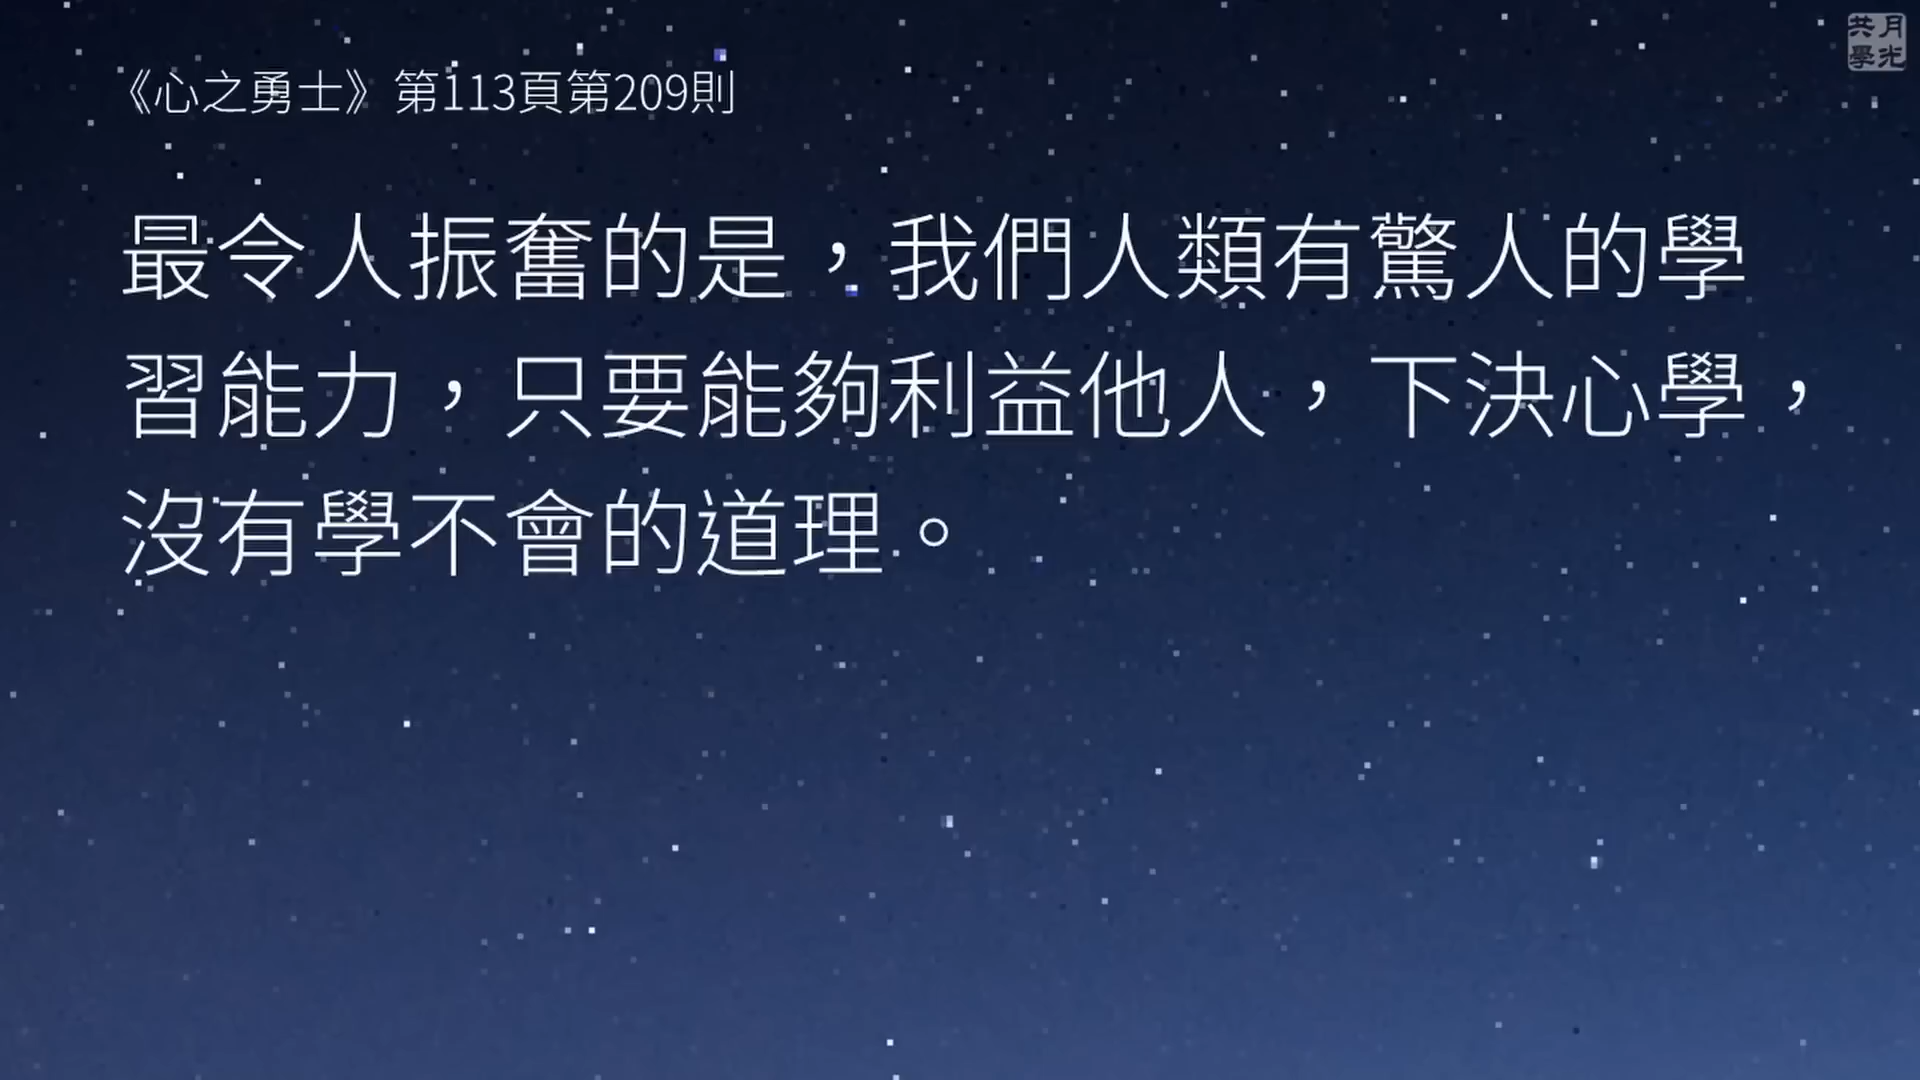 《心之勇士》第113頁第209則
最令人振奮的是，我們人類有驚人的學
習能力，只要能夠利益他人，下決心學，
沒有學不會的道理。
月光
共學